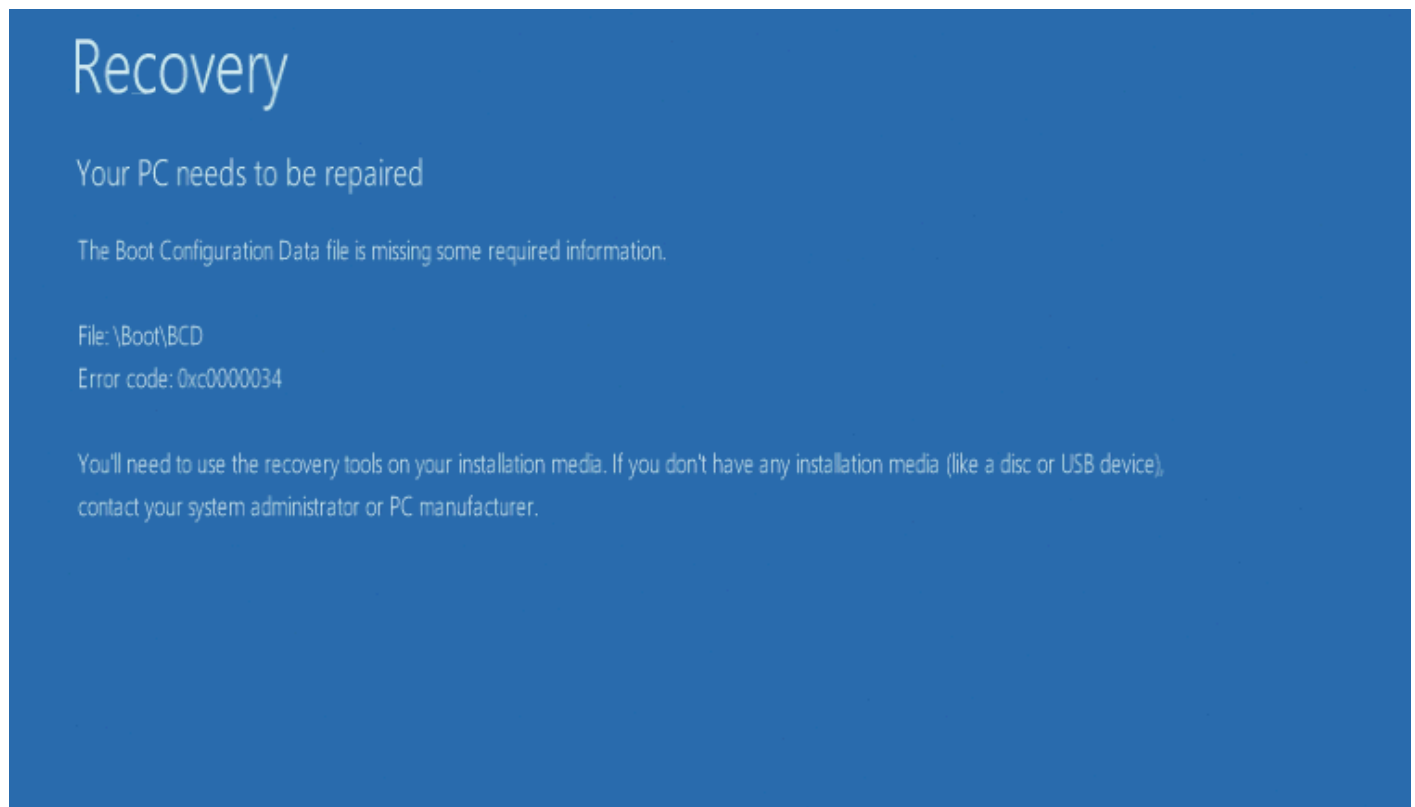 Recovery
Your PC needs to be repaired
The Boot Configuration Data file is missing some required information.
File: \Boot\BCD
Error code: 0xc0000034
You'll need to use the recovery tools on your installation media. If you don't have any installation media (like a disc or USB device),
contact your system administrator or PC manufacturer.